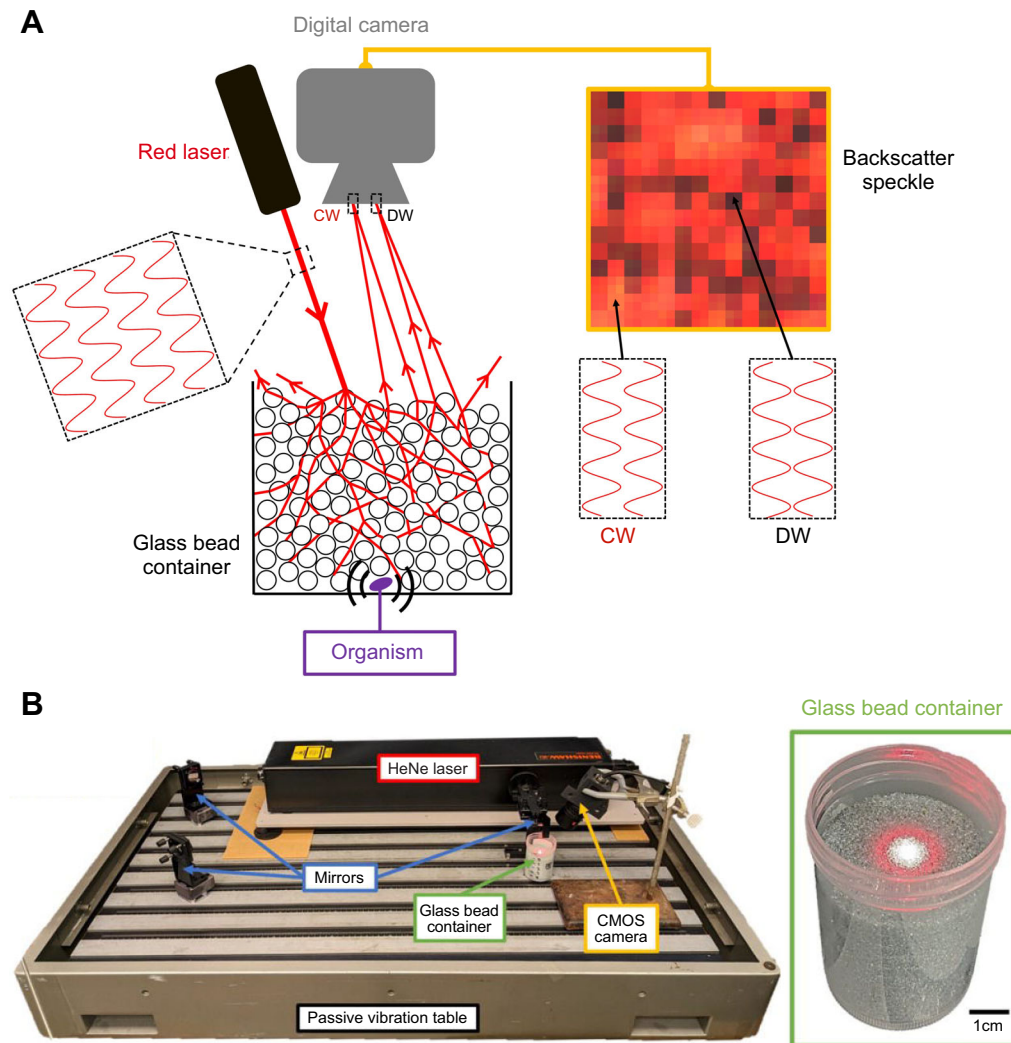 A
Digital camera
Red laser
CW
DW
Backscatter
speckle
Glass bead
container
CW
DW
Organism
B
Glass bead container
HeNe laser
RENISHAW
Mirrors
Glass bead
container
CMOS
camera
Passive vibration table
1cm